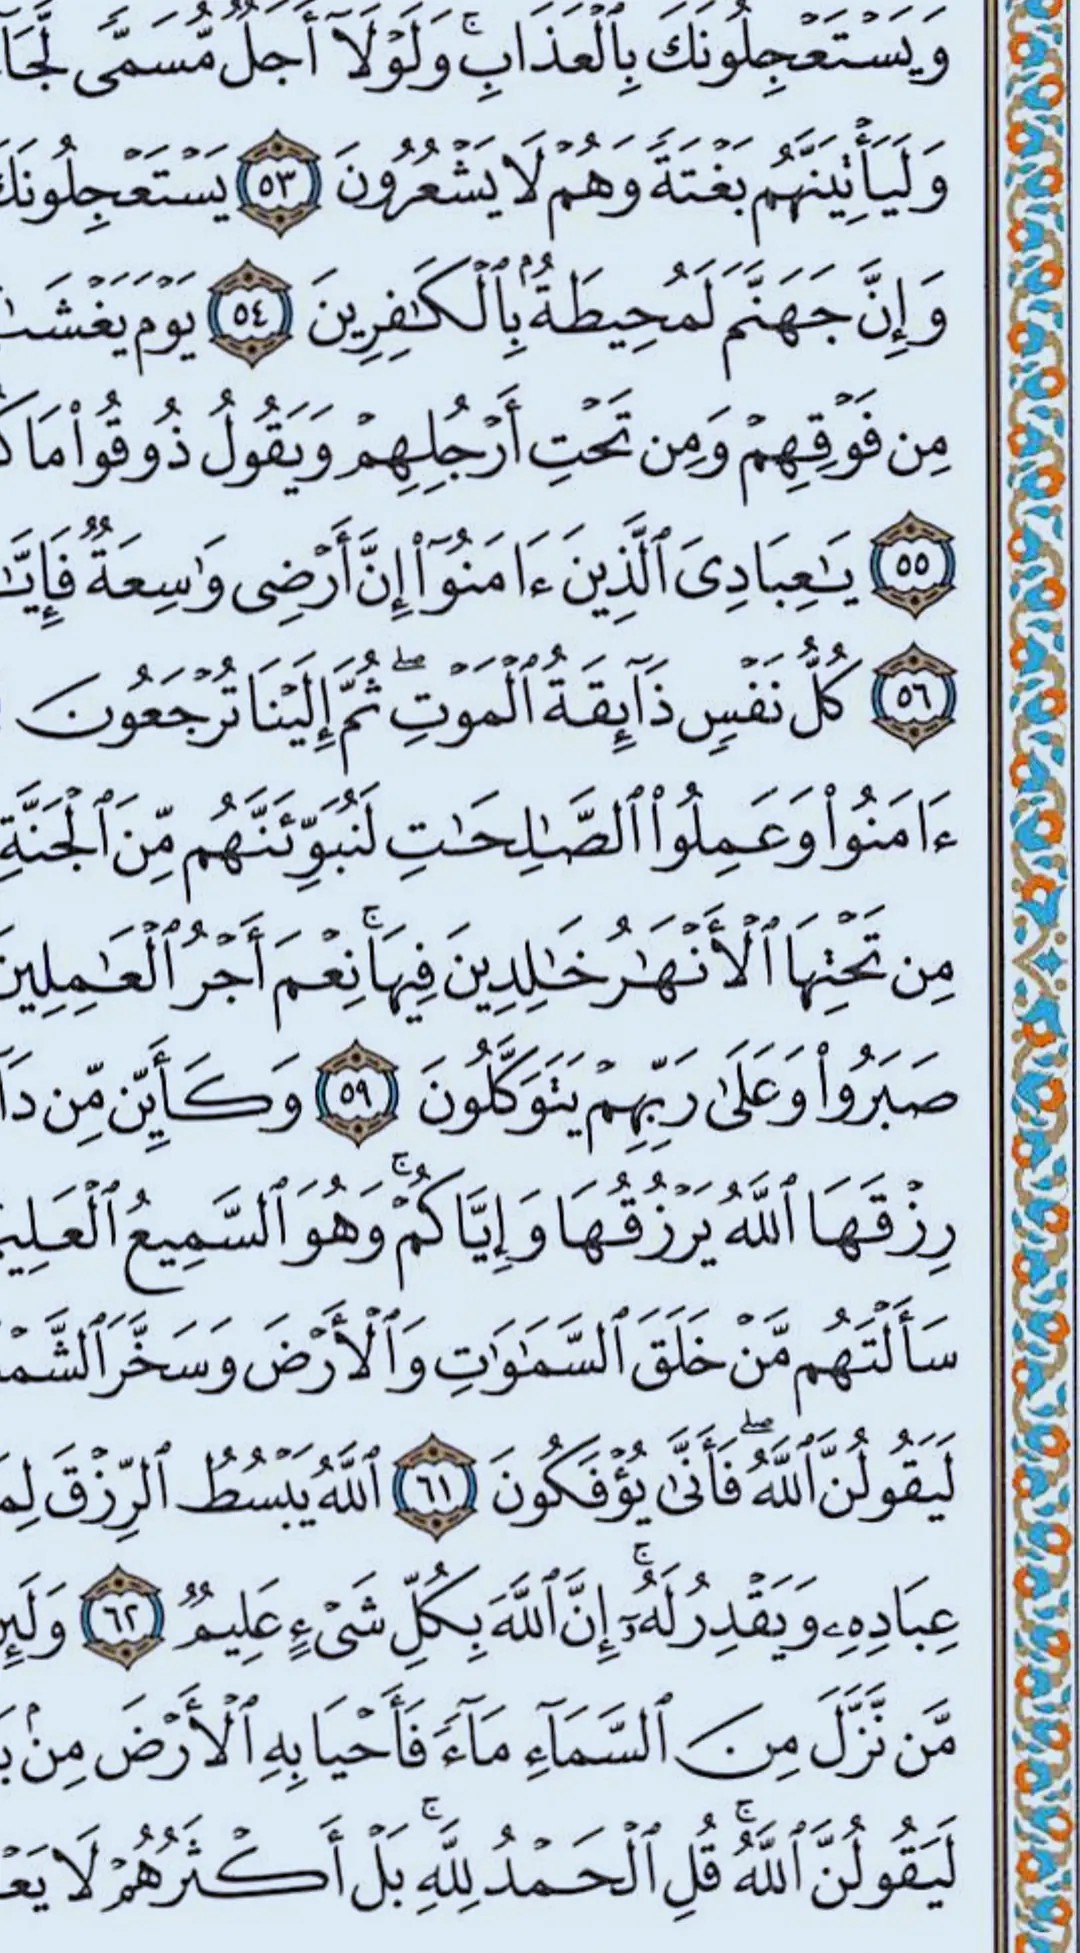 وَيَسْتَعْجِلُونَكَ بِٱلْعَذَابِ ۚ وَلَوْلَآ أَجَلٌ مُّسَمًّى لَّجَآ
وَلَيَأْتِيَنَّهُم بَغْتَةً وَهُمْ لَا يَشْعُرُونَ ٥٣ يَسْتَعْجِلُونَكَ
وَإِنَّ جَهَنَّمَ لَمُحِيطَةٌۢ بِٱلْكَٰفِرِينَ ٥٤ يَوْمَ يَغْشَىٰ
مِن فَوْقِهِمْ وَمِن تَحْتِ أَرْجُلِهِمْ وَيَقُولُ ذُوقُوا۟ مَا كُ
٥٥ يَٰعِبَادِىَ ٱلَّذِينَ ءَامَنُوٓا۟ إِنَّ أَرْضِى وَٰسِعَةٌ فَإِيَّٰ
٥٦ كُلُّ نَفْسٍ ذَآئِقَةُ ٱلْمَوْتِ ۖ ثُمَّ إِلَيْنَا تُرْجَعُونَ
ءَامَنُوا۟ وَعَمِلُوا۟ ٱلصَّٰلِحَٰتِ لَنُبَوِّئَنَّهُم مِّنَ ٱلْجَنَّةِ
مِن تَحْتِهَا ٱلْأَنْهَٰرُ خَٰلِدِينَ فِيهَا ۚ نِعْمَ أَجْرُ ٱلْعَٰمِلِينَ
صَبَرُوا۟ وَعَلَىٰ رَبِّهِمْ يَتَوَكَّلُونَ ٥٩ وَكَأَيِّن مِّن دَآ
رِزْقَهَا ٱللَّهُ يَرْزُقُهَا وَإِيَّاكُمْ ۚ وَهُوَ ٱلسَّمِيعُ ٱلْعَلِي
سَأَلْتَهُم مَّنْ خَلَقَ ٱلسَّمَٰوَٰتِ وَٱلْأَرْضَ وَسَخَّرَ ٱلشَّمْ
لَيَقُولُنَّ ٱللَّهُ ۖ فَأَنَّىٰ يُؤْفَكُونَ ٦١ ٱللَّهُ يَبْسُطُ ٱلرِّزْقَ لِمَ
عِبَادِهِۦ وَيَقْدِرُ لَهُۥٓ ۚ إِنَّ ٱللَّهَ بِكُلِّ شَىْءٍ عَلِيمٌ ٦٢ وَلَئِ
مَّن نَّزَّلَ مِنَ ٱلسَّمَآءِ مَآءً فَأَحْيَا بِهِ ٱلْأَرْضَ مِنۢ بَ
لَيَقُولُنَّ ٱللَّهُ ۚ قُلِ ٱلْحَمْدُ لِلَّهِ ۚ بَلْ أَكْثَرُهُمْ لَا يَعْ